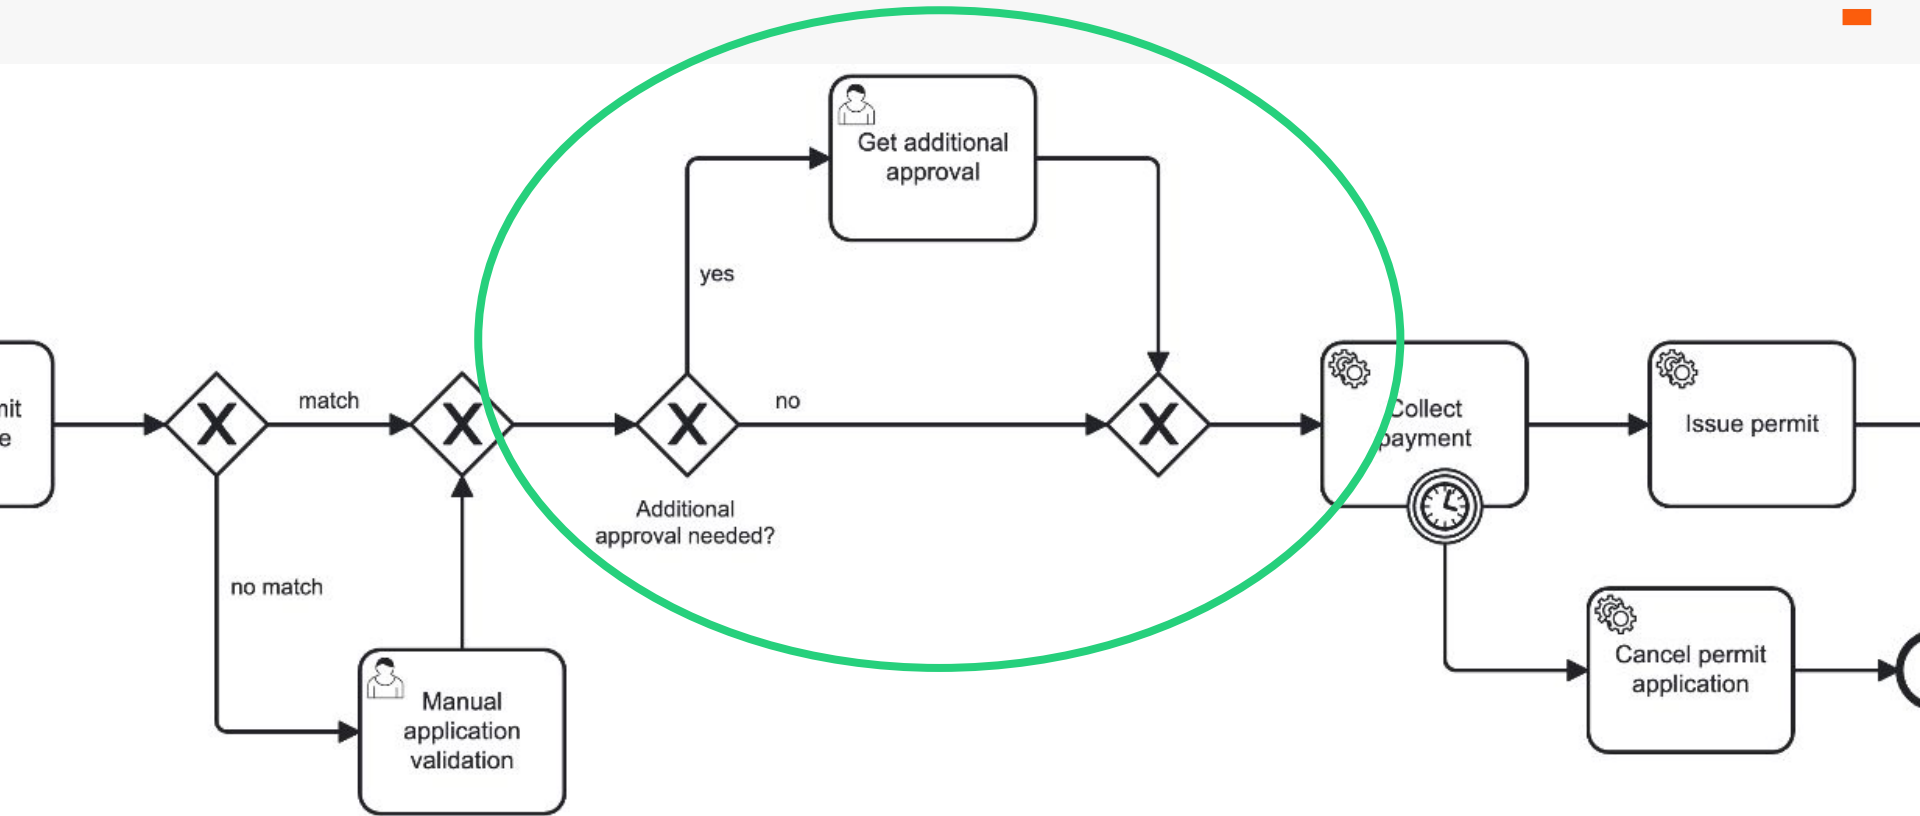 Get additional
approval
yes
match
no
Collect
payment
Issue permit
Additional
approval needed?
no match
Manual
application
validation
Cancel permit
application